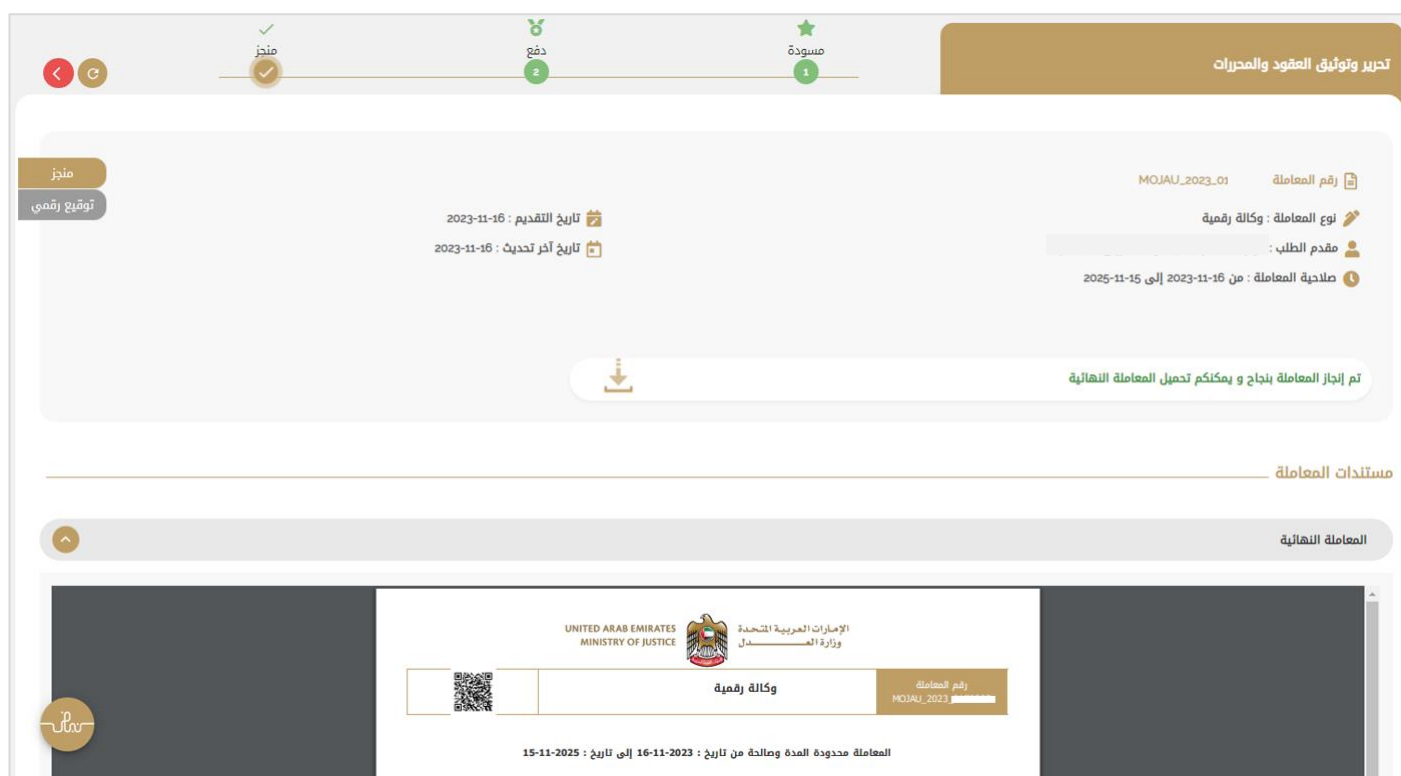 تحرير وتوثيق العقود والمحررات
مسودة
1
دفع
2
منجز
منجز
توقيع رقمي
رقم المعاملة MOJAU_2023_01
نوع المعاملة : وكالة رقمية
تاريخ التقديم : 16-11-2023
مقدم الطلب :
تاريخ آخر تحديث : 16-11-2023
صلاحية المعاملة : من 16-11-2023 إلى 15-11-2025
تم إنجاز المعاملة بنجاح و يمكنكم تحميل المعاملة النهائية
مستندات المعاملة
المعاملة النهائية
الإمارات العربية المتحدة
وزارة العدل
UNITED ARAB EMIRATES
MINISTRY OF JUSTICE
رقم المعاملة
MOJAU_2023_
وكالة رقمية
المعاملة محدودة المدة وصالحة من تاريخ : 16-11-2023 إلى تاريخ : 15-11-2025